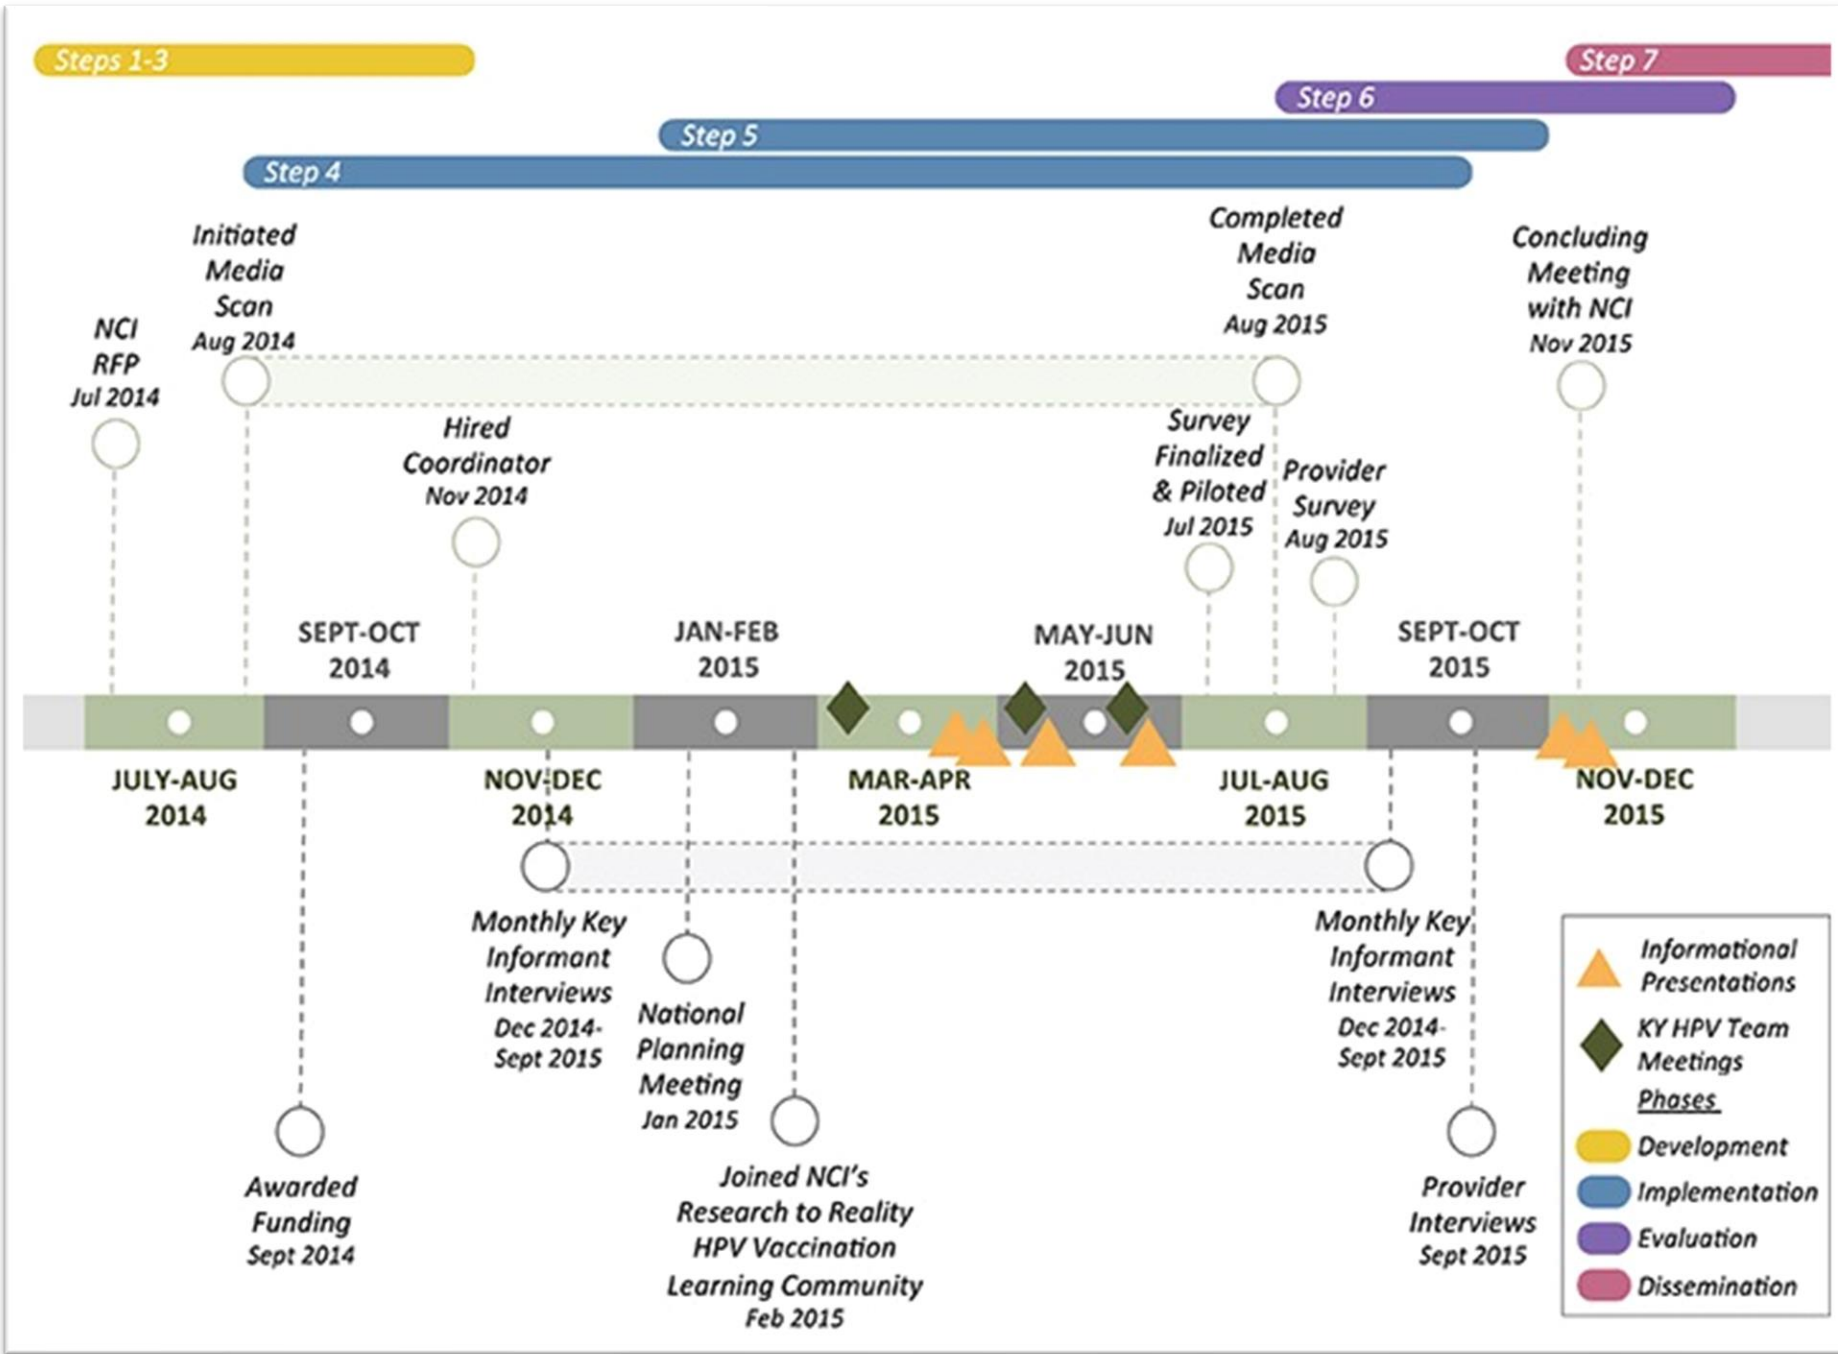 Steps 1-3
Step 7
Step 6
Step 5
Step 4
Initiated
Media
Scan
Aug 2014
Completed
Media
Scan
Aug 2015
Concluding
Meeting
with NCI
Nov 2015
NCI
RFP
Jul 2014
Hired
Coordinator
Nov 2014
Survey
Finalized
& Piloted
Jul 2015
Provider
Survey
Aug 2015
SEPT-OCT
2014
JAN-FEB
2015
MAY-JUN
2015
SEPT-OCT
2015
JULY-AUG
2014
NOV-DEC
2014
MAR-APR
2015
JUL-AUG
2015
NOV-DEC
2015
Monthly Key
Informant
Interviews
Dec 2014-
Sept 2015
National
Planning
Meeting
Jan 2015
Monthly Key
Informant
Interviews
Dec 2014-
Sept 2015
Awarded
Funding
Sept 2014
Joined NCI's
Research to Reality
HPV Vaccination
Learning Community
Feb 2015
Provider
Interviews
Sept 2015
Informational
Presentations
KY HPV Team
Meetings
Phases
Development
Implementation
Evaluation
Dissemination